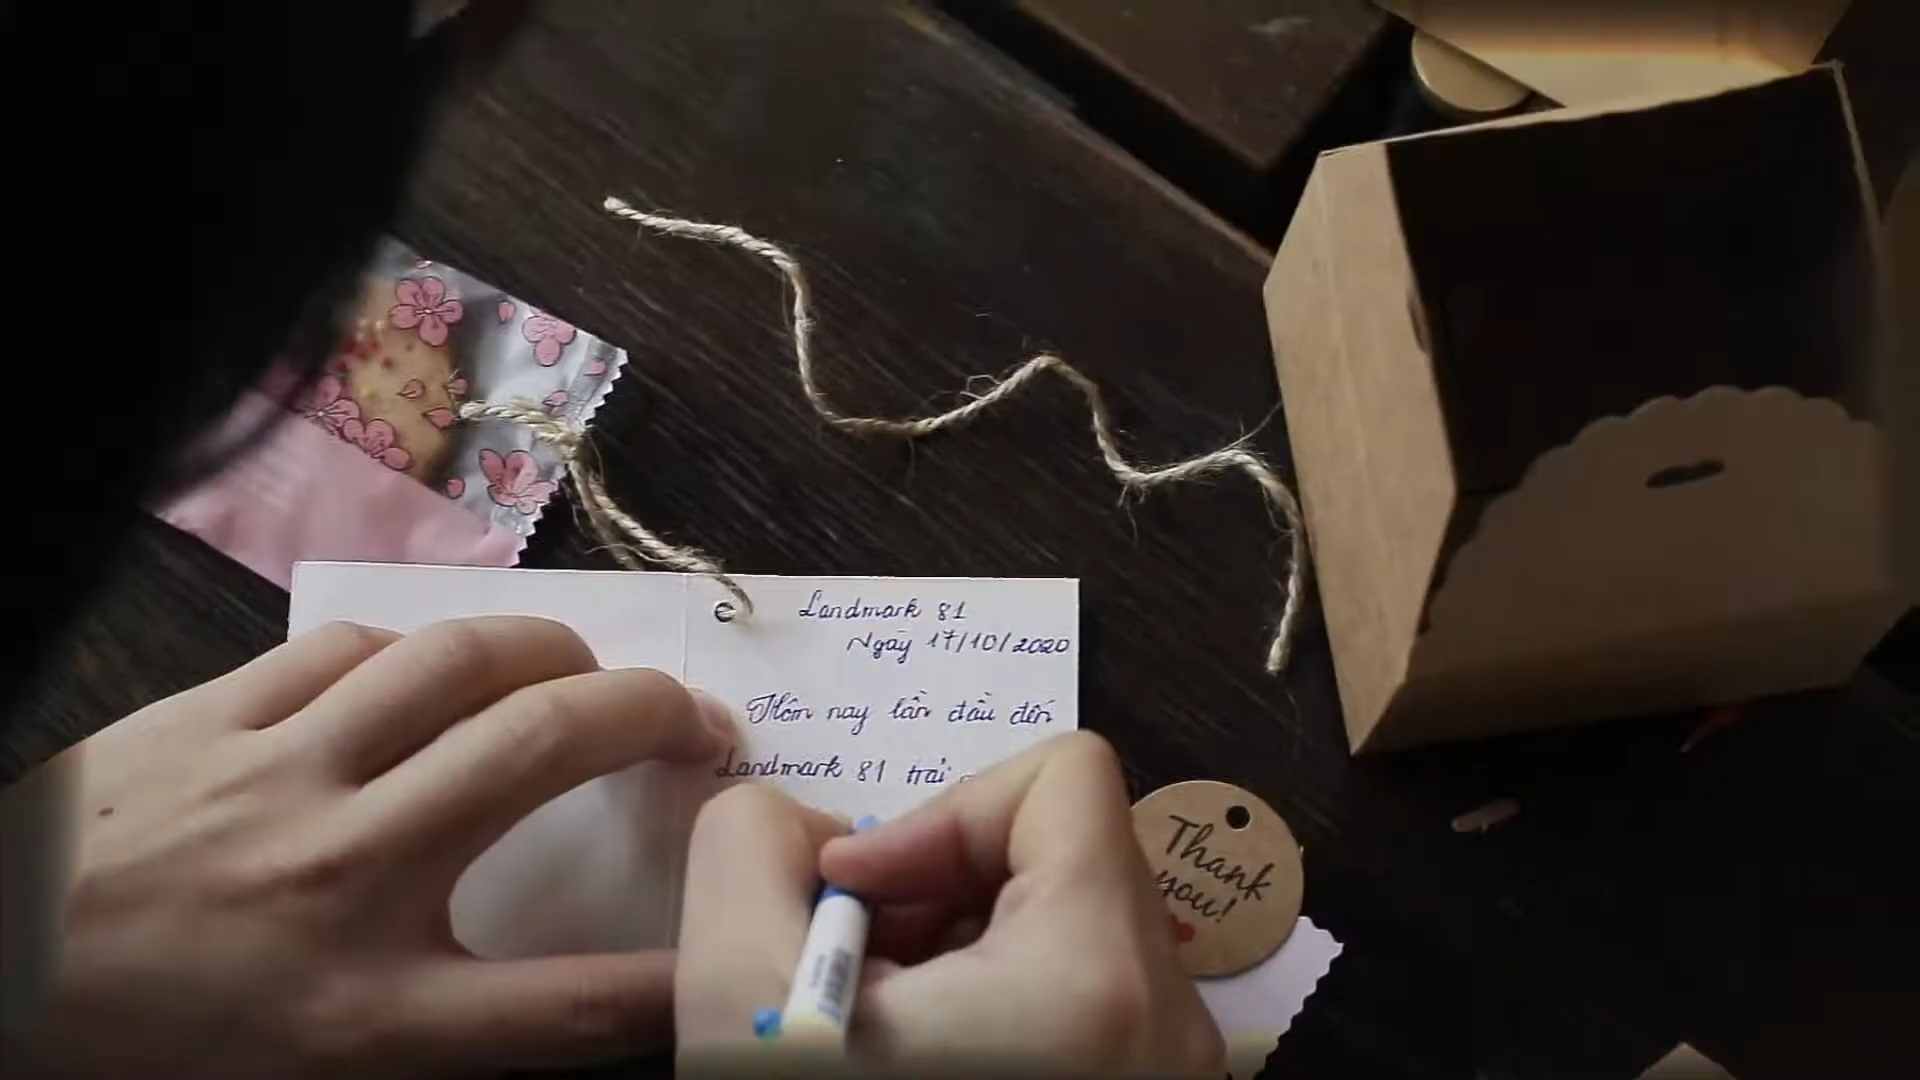 Landmark 81
Ngày 17/10/2020
Hôm nay lần đầu đến
Landmark 81 trải
Thank
you!